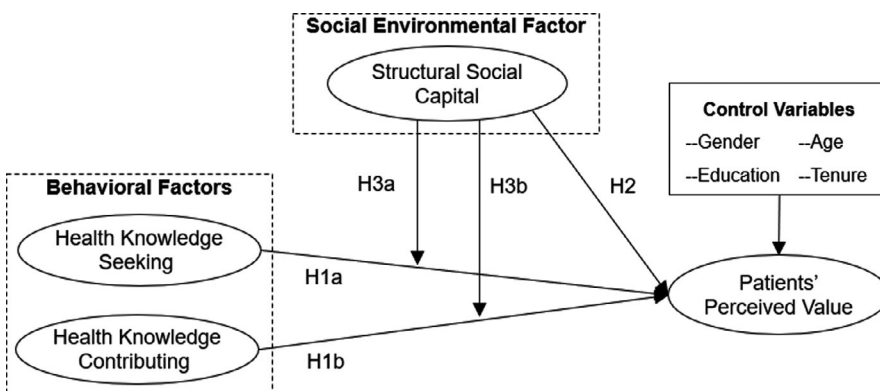 Social Environmental Factor
Structural Social
Capital
Control Variables
--Gender --Age
--Education --Tenure
H3a
H3b
H2
Behavioral Factors
Health Knowledge
Seeking
H1a
Patients'
Perceived Value
Health Knowledge
Contributing
H1b